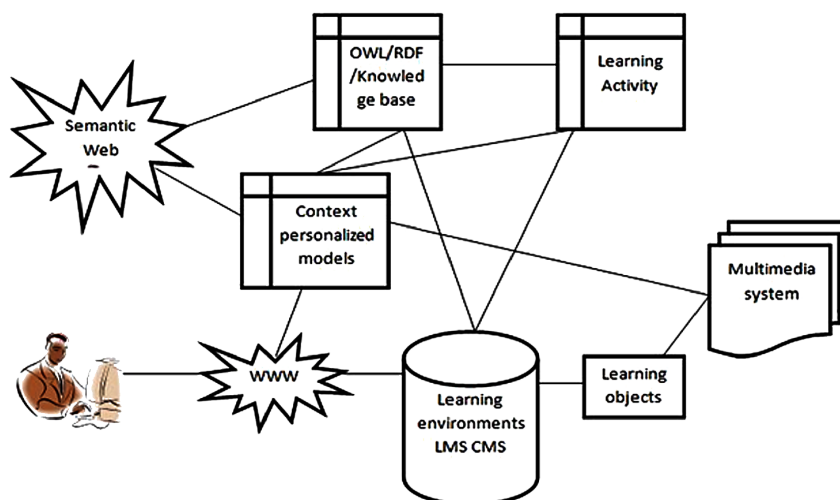 OWL/RDF
/Knowled
ge base
Learning
Activity
Semantic
Web
Context
personalized
models
Multimedia
system
WWW
Learning
environments
LMS CMS
Learning
objects